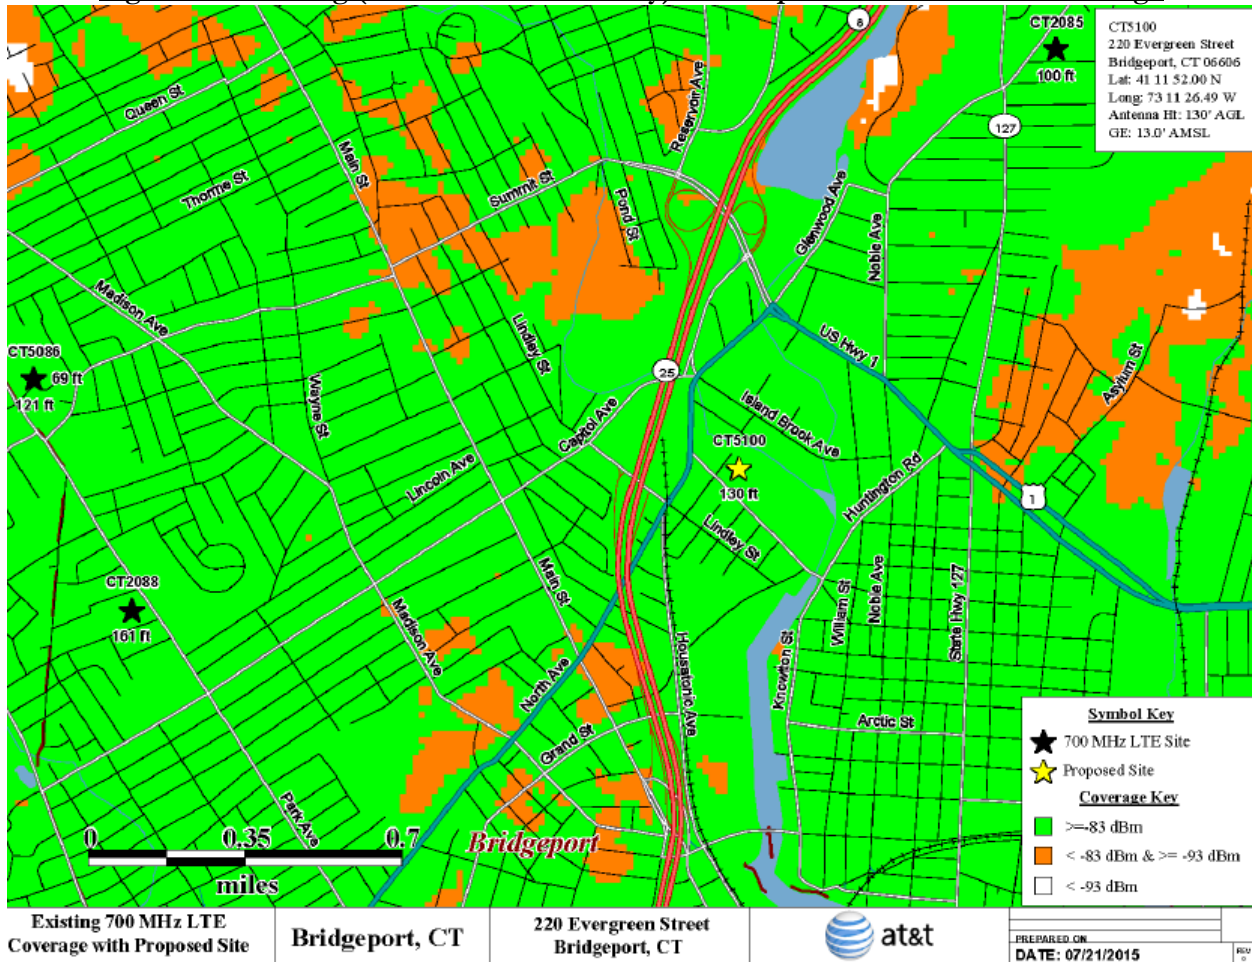 CT5100
220 Evergreen Street
Bridgeport, CT 06606
Lat: 41 11 52.00 N
Long: 73 11 26.49 W
Antenna Ht: 130' AGL
GE: 13.0' AMSL
CT2085
100 ft
8
127
Queen St
Main St
Reservoir Ave
Thorme St
Summit St
Pond St
Glenwood Ave
Noble Ave
Madison Ave
CT5086
69 ft
121 ft
Wayne St
Lindley St
25
US Hwy 1
Asylum St
Island Brook Ave
Capitol Ave
CT5100
130 ft
Lincoln Ave
Huntington Rd
1
Lindley St
CT2088
161 ft
Main St
Madison Ave
North Ave
Housatonic Ave
Knowlton St
William St
Noble Ave
State Hwy 127
Grand St
Arctic St
Park Ave
Bridgeport
0 0.35 0.7
miles
Symbol Key
700 MHz LTE Site
Proposed Site
Coverage Key
>=-83 dBm
< -83 dBm & >= -93 dBm
< -93 dBm
Existing 700 MHz LTE
Coverage with Proposed Site
Bridgeport, CT
220 Evergreen Street
Bridgeport, CT
at&t
PREPARED ON
DATE: 07/21/2015
REV